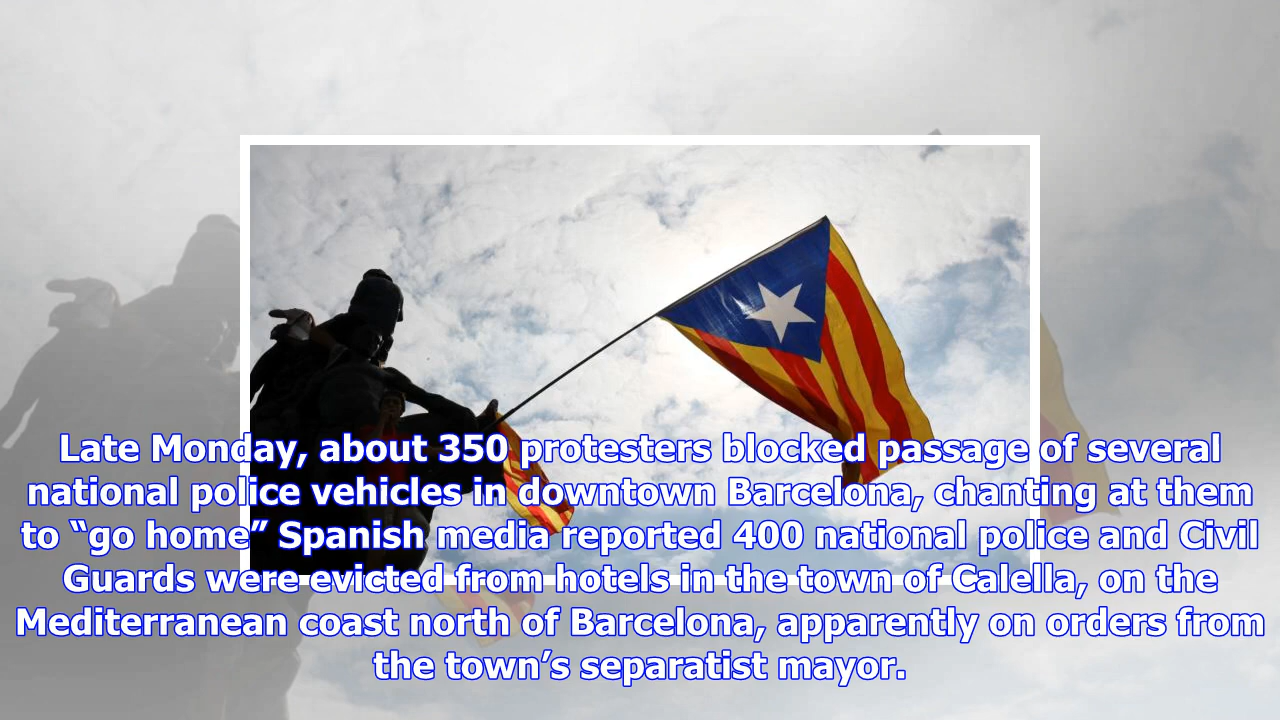 Late Monday, about 350 protesters blocked passage of several
national police vehicles in downtown Barcelona, chanting at them
to “go home” Spanish media reported 400 national police and Civil
Guards were evicted from hotels in the town of Calella, on the
Mediterranean coast north of Barcelona, apparently on orders from
the town’s separatist mayor.